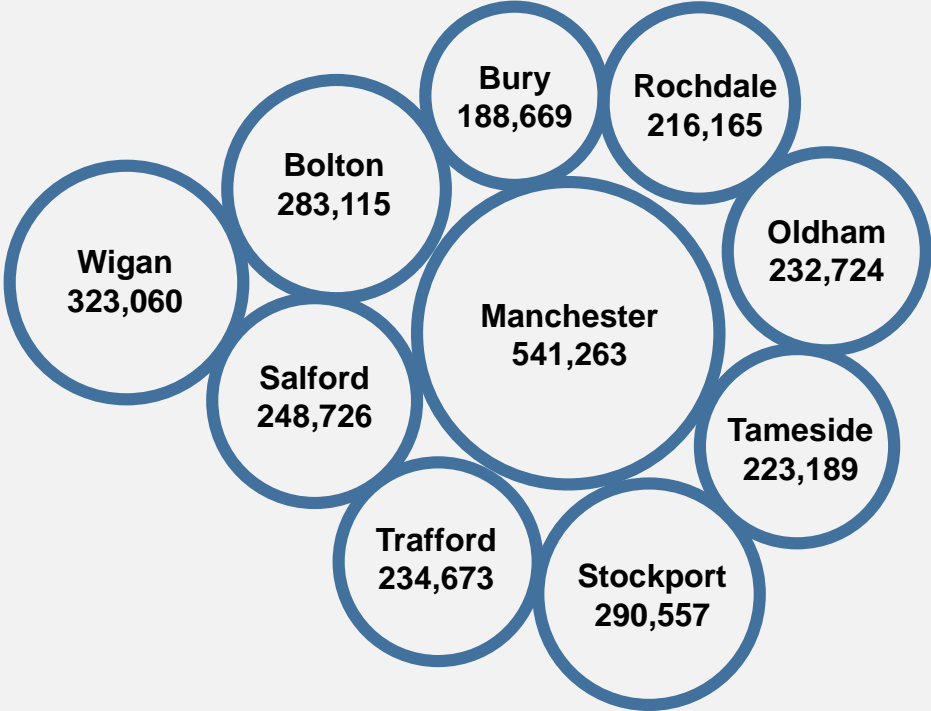 Bury
188,669
Rochdale
216,165
Bolton
283,115
Oldham
232,724
Wigan
323,060
Manchester
541,263
Salford
248,726
Tameside
223,189
Trafford
234,673
Stockport
290,557